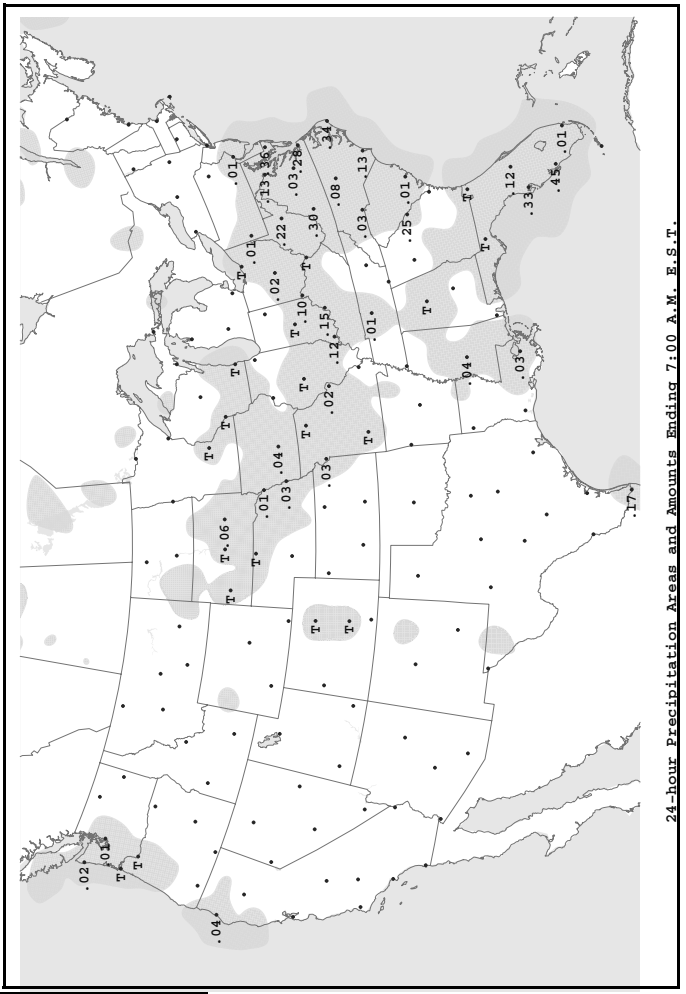 .02
.01
T
T
.04
T
T
.06
T
T
T
T
T
.01
.01
T
.01
.03
.04
.02
.22
.13
.36
T
T
T
.10
T
.30
.03
.28
T
T
.03
.02
.12
.15
.08
.34
T
.01
.03
.13
T
.25
.01
.04
T
T
.03
.33
.12
.45
.01
.17
24-hour Precipitation Areas and Amounts Ending 7:00 A.M. E.S.T.